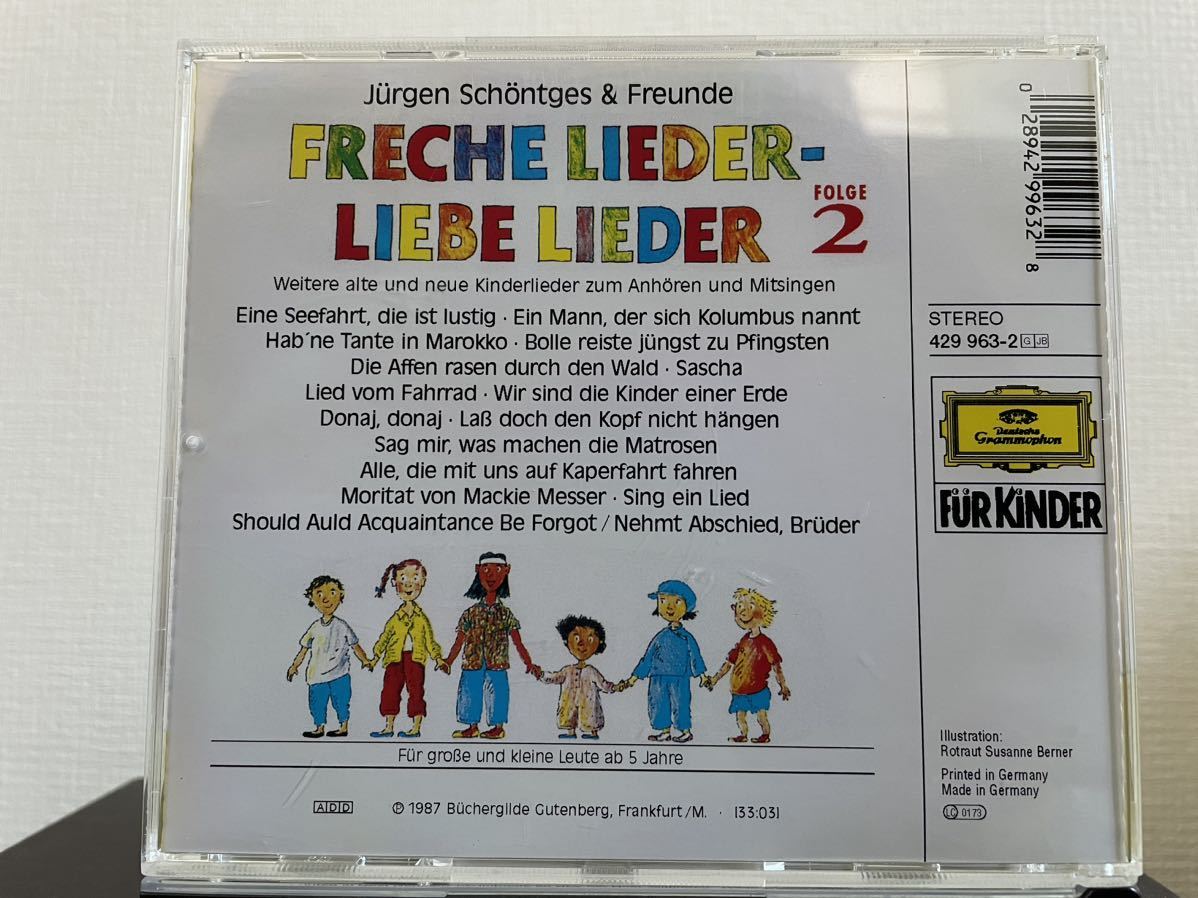 Jürgen Schöntges & Freunde
FRECHE LIEDER-
LIEBE LIEDER
FOLGE
2
Weitere alte und neue Kinderlieder zum Anhören und Mitsingen
Eine Seefahrt, die ist lustig · Ein Mann, der sich Kolumbus nannt
Hab´ne Tante in Marokko · Bolle reiste jüngst zu Pfingsten
Die Affen rasen durch den Wald · Sascha
Lied vom Fahrrad · Wir sind die Kinder einer Erde
Donaj, donaj · Laß doch den Kopf nicht hängen
Sag mir, was machen die Matrosen
Alle, die mit uns auf Kaperfahrt fahren
Moritat von Mackie Messer · Sing ein Lied
Should Auld Acquaintance Be Forgot / Nehmt Abschied, Brüder
Für große und kleine Leute ab 5 Jahre
ADD
℗ 1987 Büchergilde Gutenberg, Frankfurt/M. · [33:03]
0 28942 99632 8
STEREO
429 963-2 G JB
Deutsche
Grammophon
FÜR KINDER
Illustration:
Rotraut Susanne Berner
Printed in Germany
Made in Germany
LC 0173